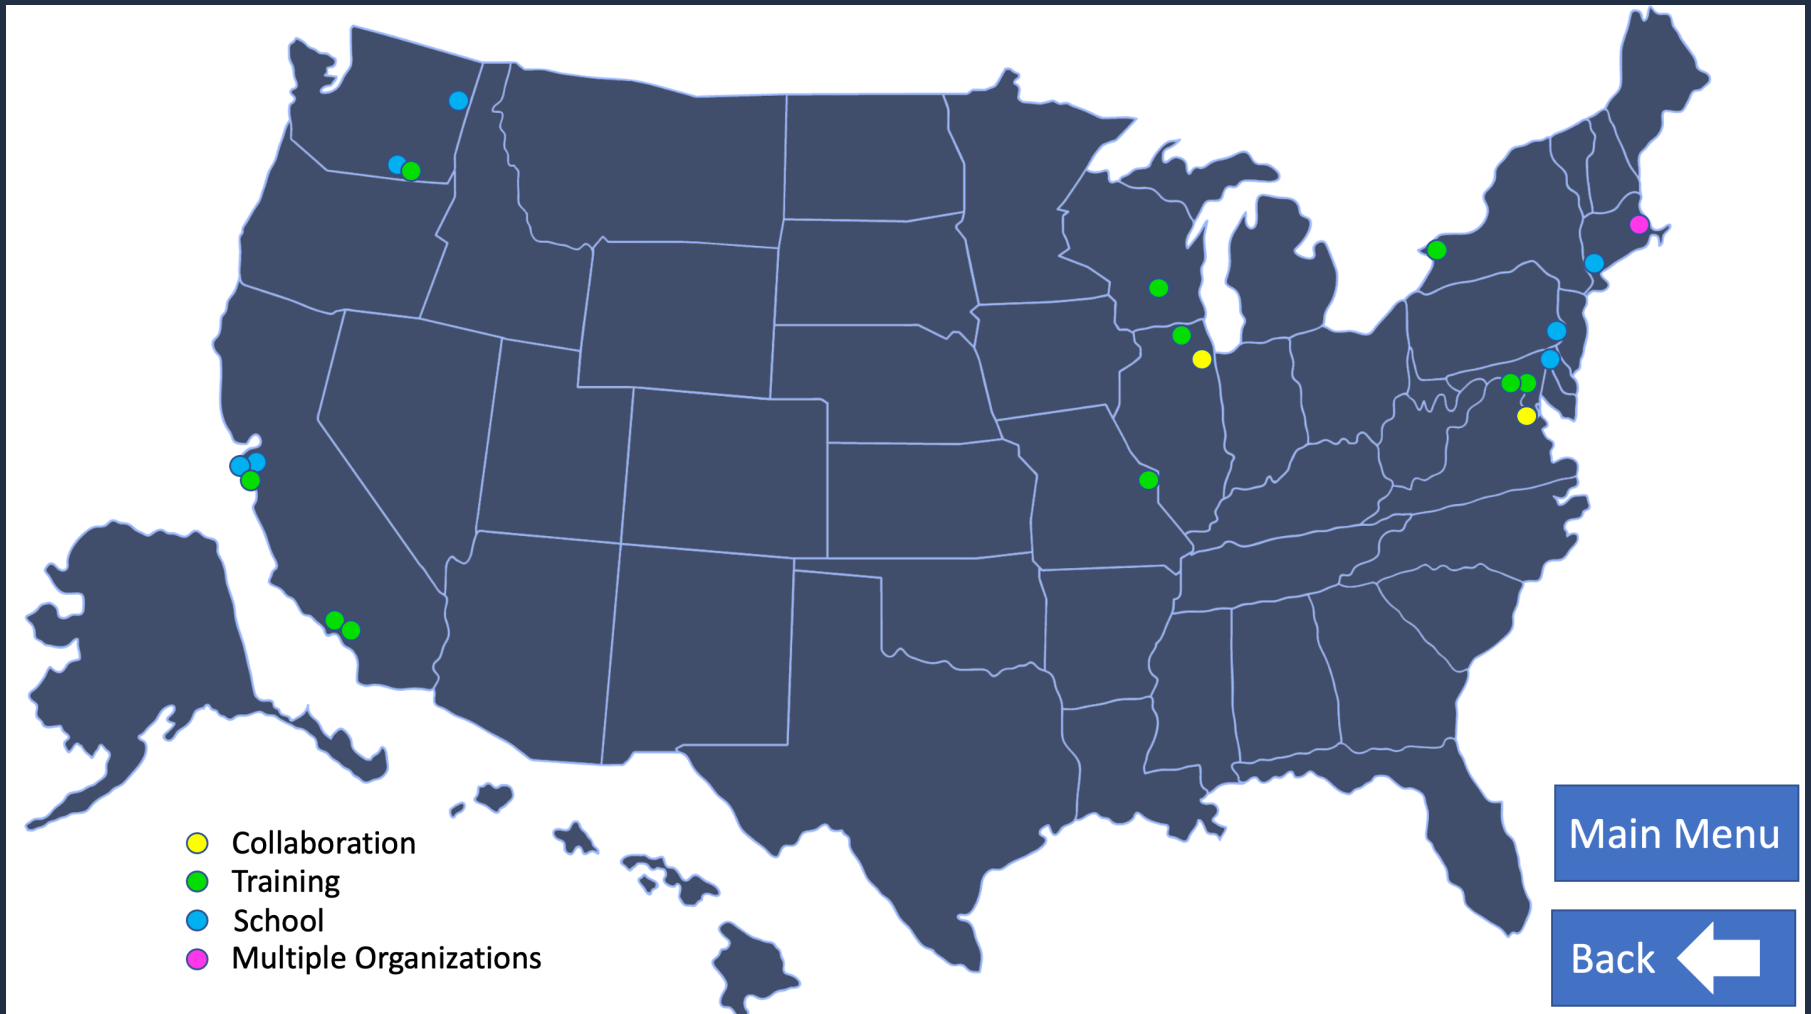 Collaboration
Training
School
Multiple Organizations
Main Menu
Back